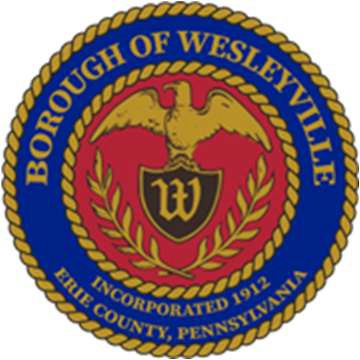 BOROUGH OF WESLEYVILLE
W
INCORPORATED 1912
ERIE COUNTY, PENNSYLVANIA